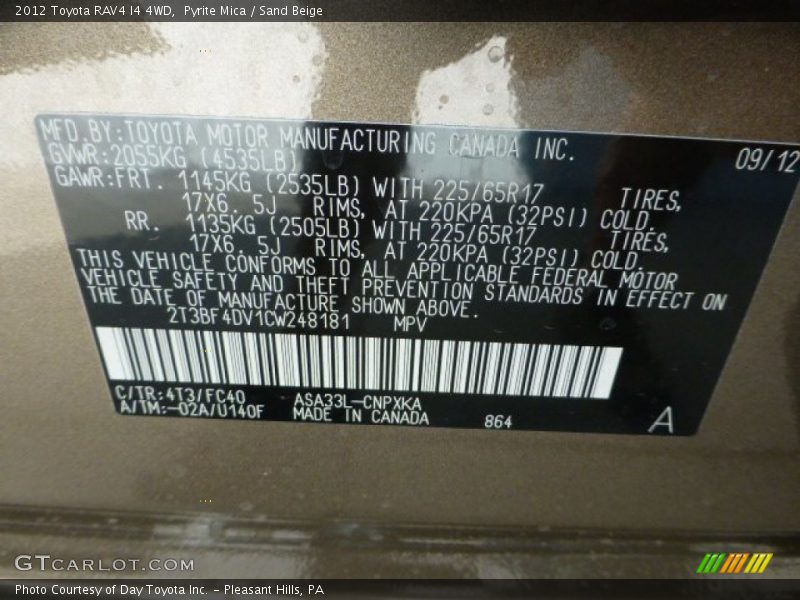 2012 Toyota RAV4 I4 4WD,  Pyrite Mica / Sand Beige
MFD. BY: TOYOTA MOTOR MANUFACTURING CANADA INC.
GVWR: 2055KG (4535LB) 09/12
GAWR: FRT. 1145KG (2535LB) WITH 225/65R17 TIRES,
17X6. 5J RIMS, AT 220KPA (32PSI) COLD.
RR. 1135KG (2505LB) WITH 225/65R17 TIRES,
17X6. 5J RIMS, AT 220KPA (32PSI) COLD.
THIS VEHICLE CONFORMS TO ALL APPLICABLE FEDERAL MOTOR
VEHICLE SAFETY AND THEFT PREVENTION STANDARDS IN EFFECT ON
THE DATE OF MANUFACTURE SHOWN ABOVE.
2T3BF4DV1CW248181 MPV
C/TR: 4T3/FC40 ASA33L-CNPXKA
A/TM: -02A/U140F MADE IN CANADA 864 A
GTCARLOT.COM
Photo Courtesy of Day Toyota Inc. - Pleasant Hills, PA